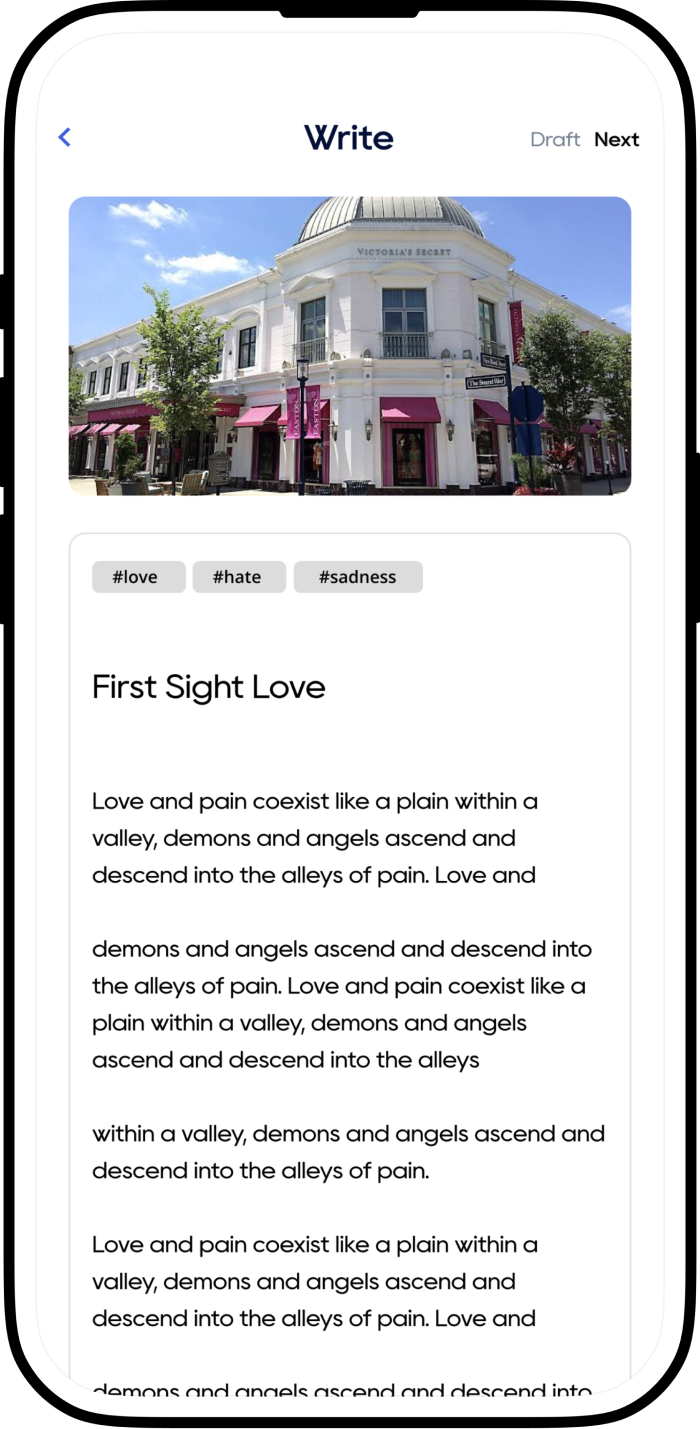 Write
Draft Next
VICTORIA'S SECRET
EASTON
EASTON
The Strand West
#love #hate #sadness
First Sight Love
Love and pain coexist like a plain within a
valley, demons and angels ascend and
descend into the alleys of pain. Love and
demons and angels ascend and descend into
the alleys of pain. Love and pain coexist like a
plain within a valley, demons and angels
ascend and descend into the alleys
within a valley, demons and angels ascend and
descend into the alleys of pain.
Love and pain coexist like a plain within a
valley, demons and angels ascend and
descend into the alleys of pain. Love and
demons and angels ascend and descend into